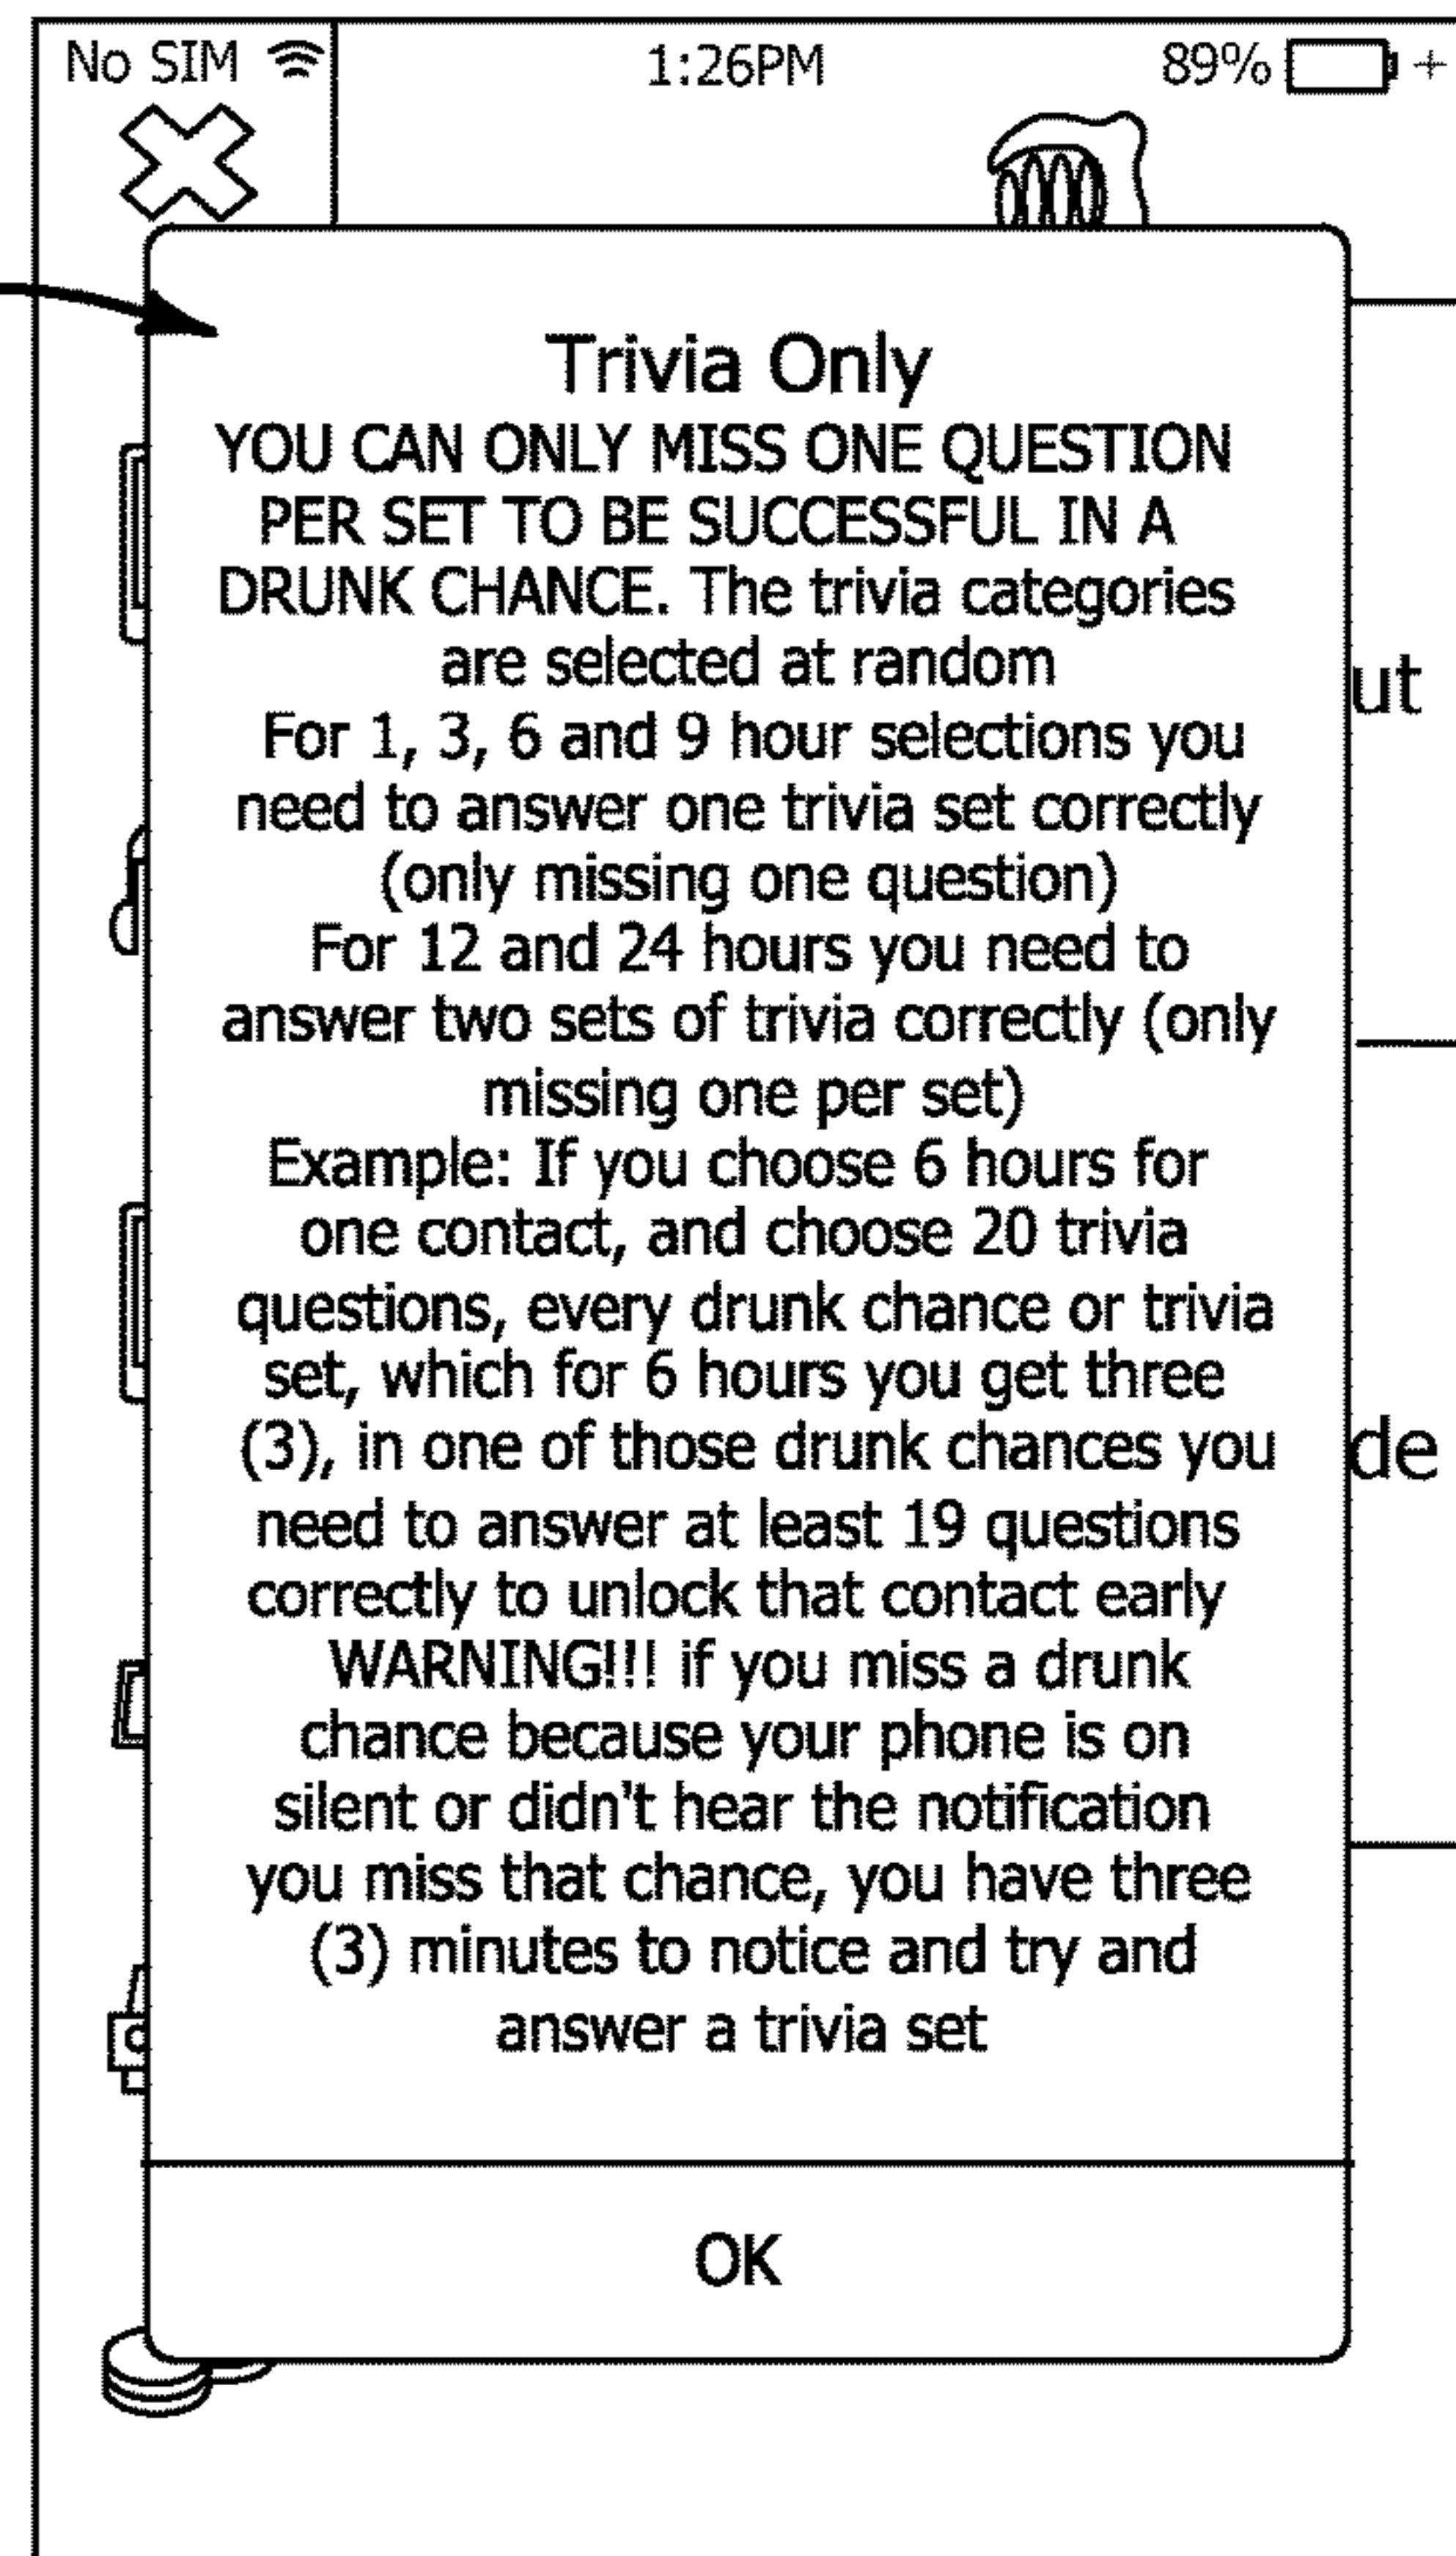 No SIM 1:26PM 89% +
Trivia Only
YOU CAN ONLY MISS ONE QUESTION
PER SET TO BE SUCCESSFUL IN A
DRUNK CHANCE. The trivia categories
are selected at random
For 1, 3, 6 and 9 hour selections you
need to answer one trivia set correctly
(only missing one question)
For 12 and 24 hours you need to
answer two sets of trivia correctly (only
missing one per set)
Example: If you choose 6 hours for
one contact, and choose 20 trivia
questions, every drunk chance or trivia
set, which for 6 hours you get three
(3), in one of those drunk chances you
need to answer at least 19 questions
correctly to unlock that contact early
WARNING!!! if you miss a drunk
chance because your phone is on
silent or didn't hear the notification
you miss that chance, you have three
(3) minutes to notice and try and
answer a trivia set
OK
ut
de